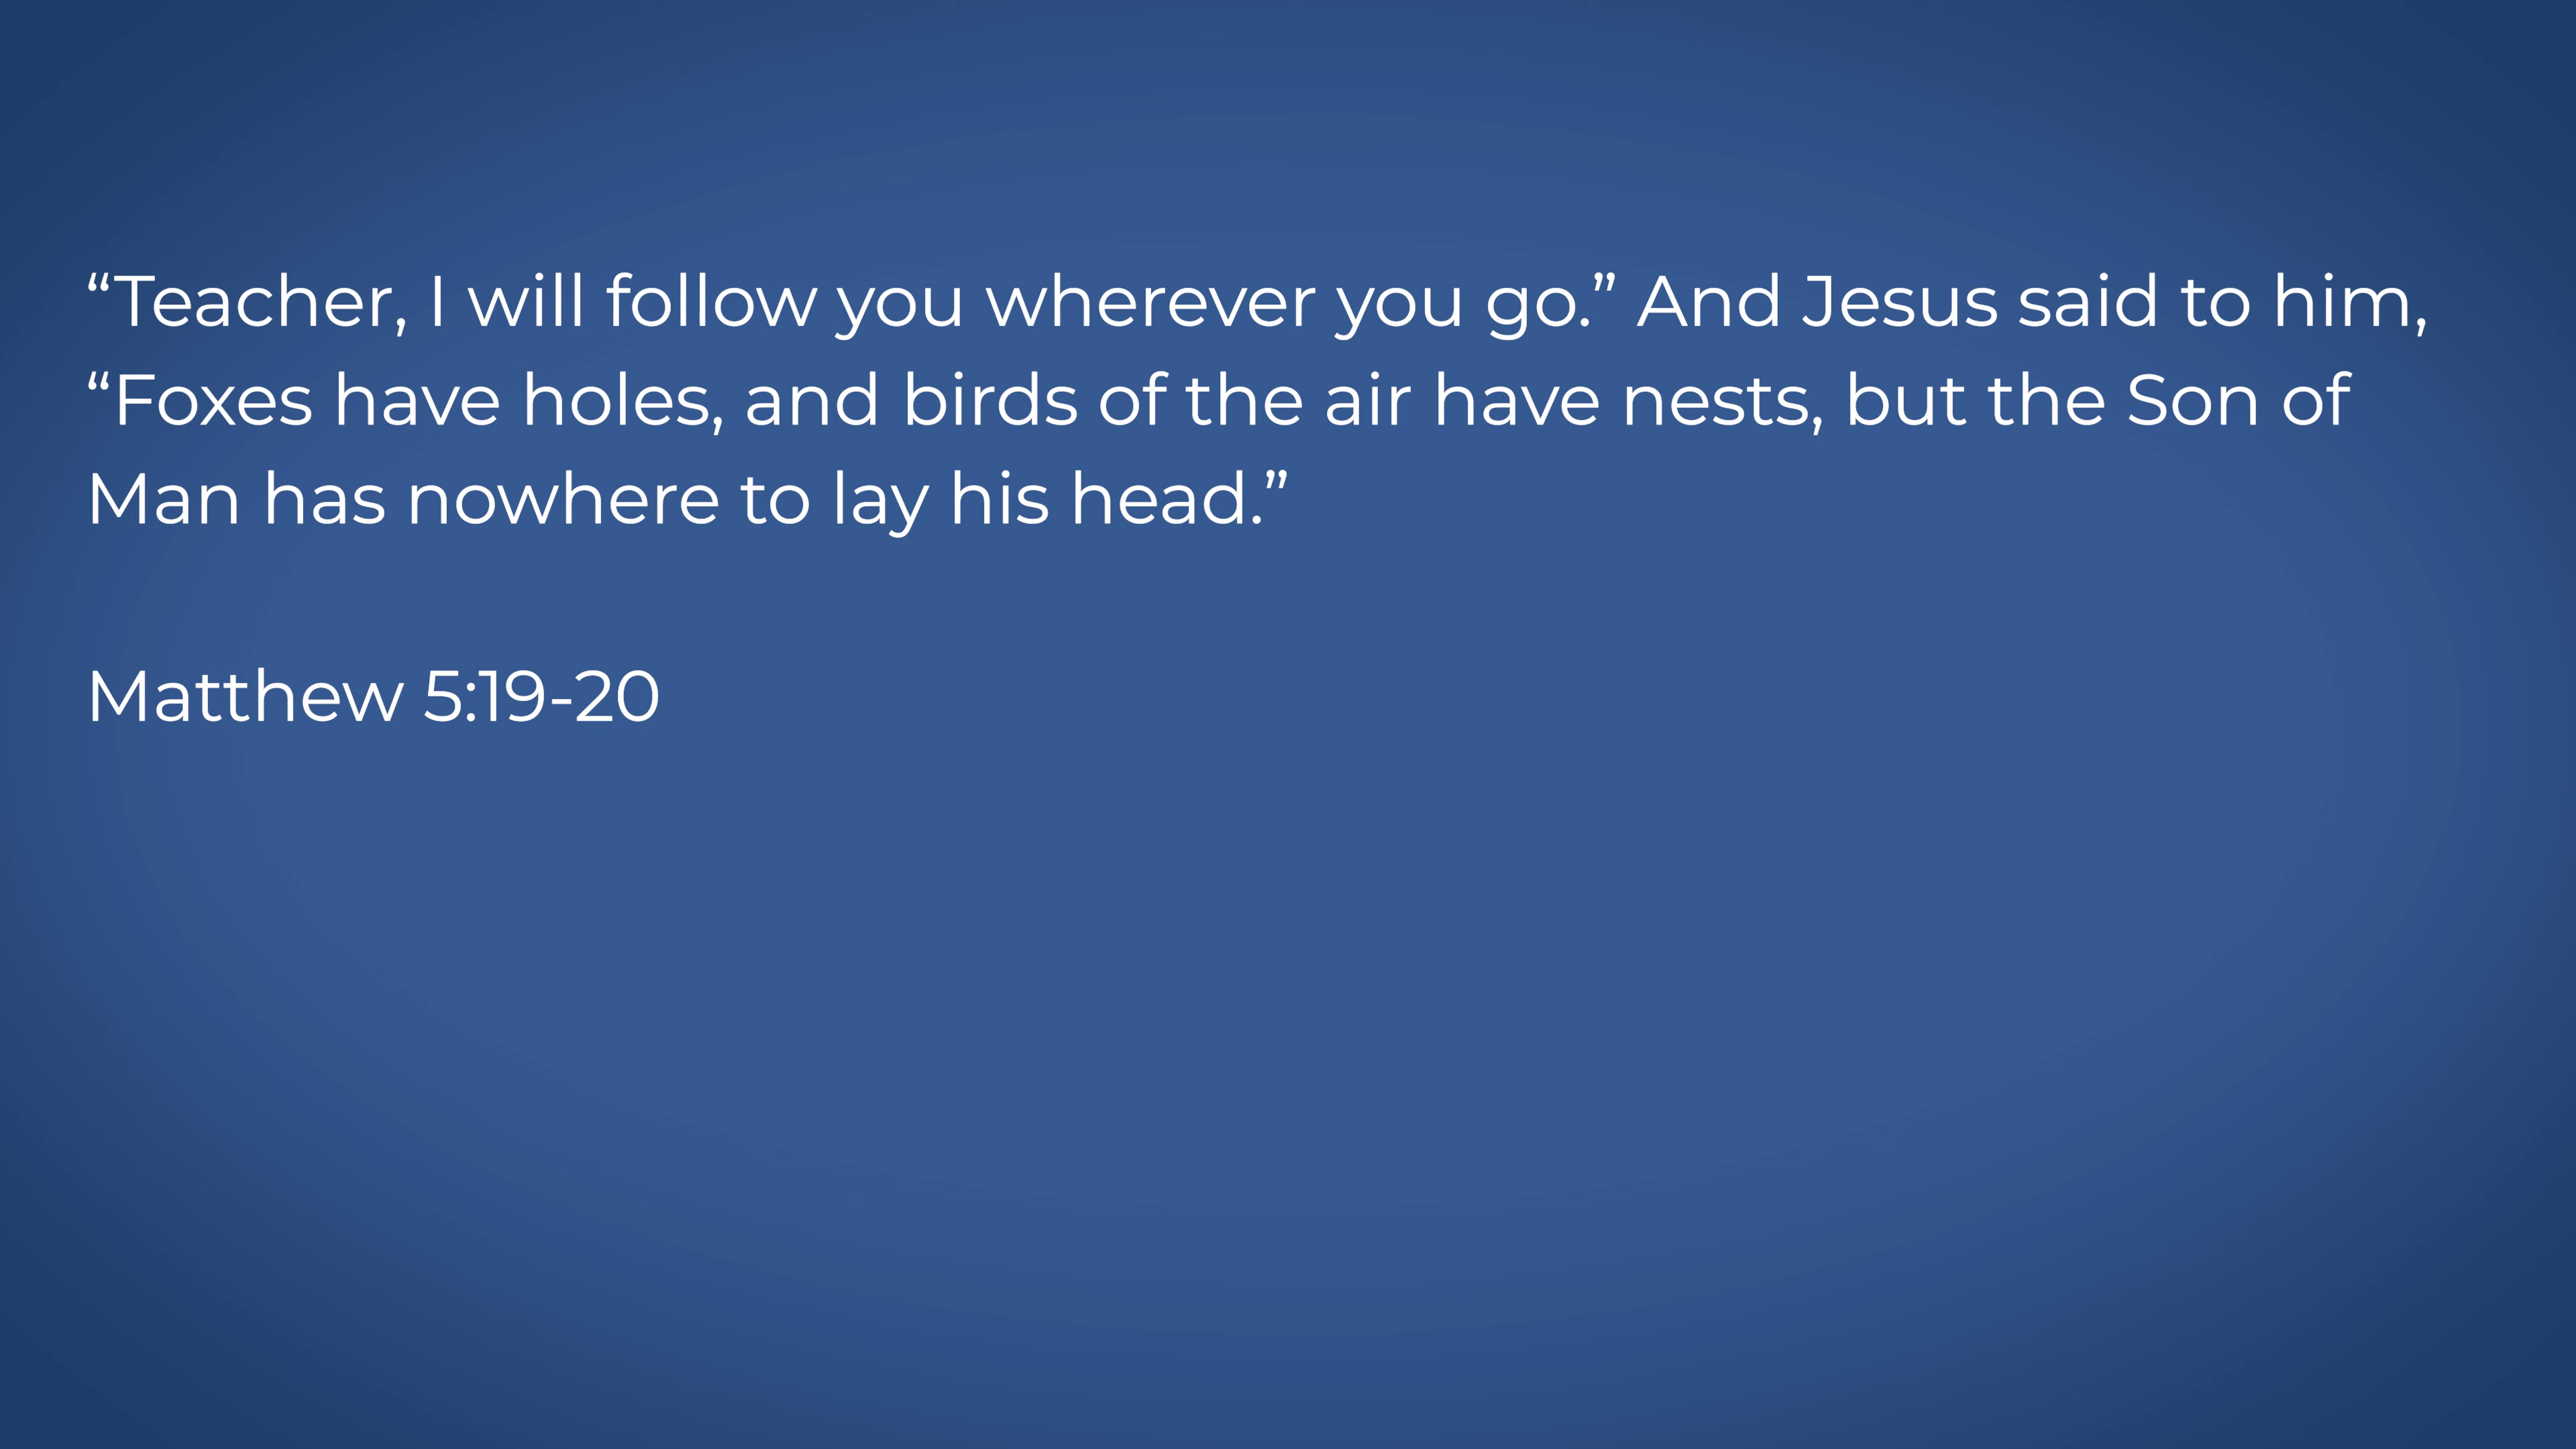 “Teacher, I will follow you wherever you go.” And Jesus said to him,
“Foxes have holes, and birds of the air have nests, but the Son of
Man has nowhere to lay his head.”
Matthew 5:19-20